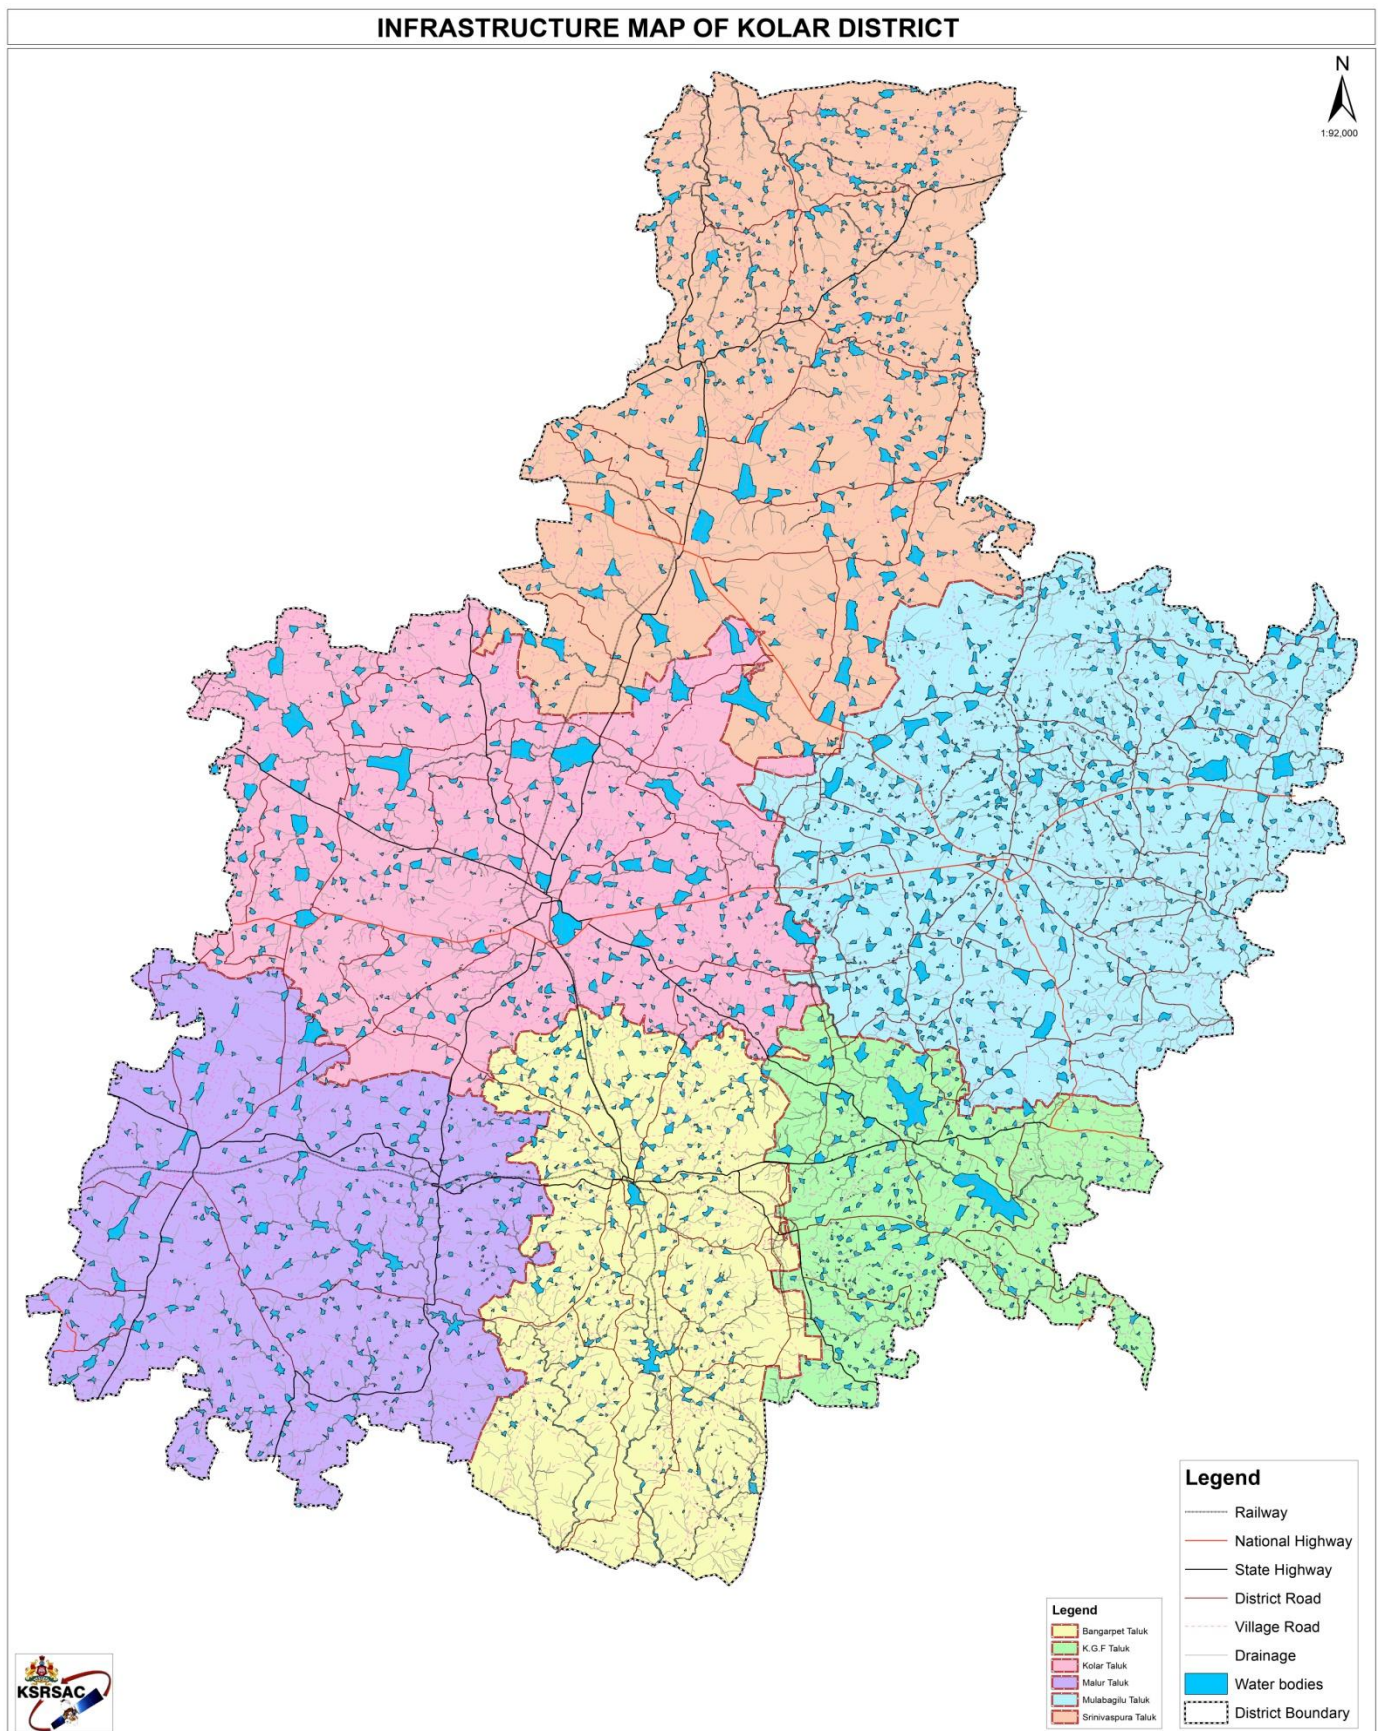 INFRASTRUCTURE MAP OF KOLAR DISTRICT
N
1:92,000
Legend
Railway
National Highway
State Highway
District Road
Village Road
Drainage
Water bodies
District Boundary
Legend
Bangarpet Taluk
K.G.F Taluk
Kolar Taluk
Malur Taluk
Mulabagilu Taluk
Srinivaspura Taluk
KSRSAC